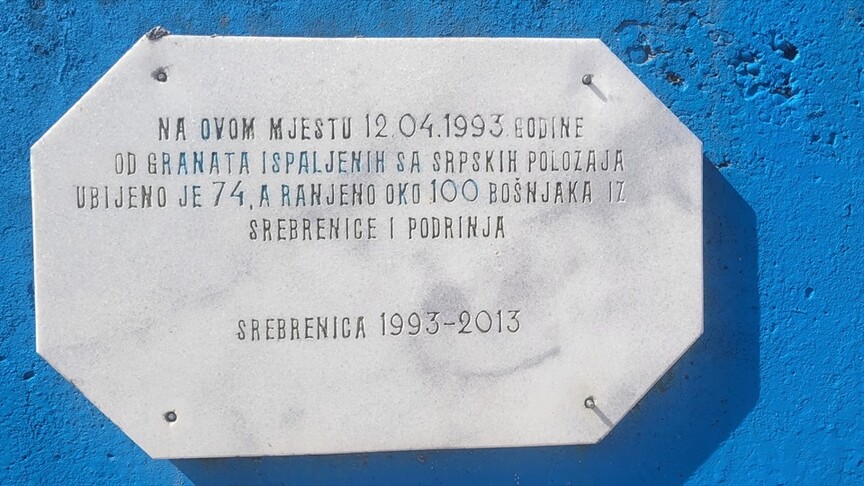 NA OVOM MJESTU 12.04.1993. GODINE
OD GRANATA ISPALJENIH SA SRPSKIH POLOZAJA
UBIJENO JE 74, A RANJENO OKO 100 BOŠNJAKA IZ
SREBRENICE I PODRINJA
SREBRENICA 1993-2013